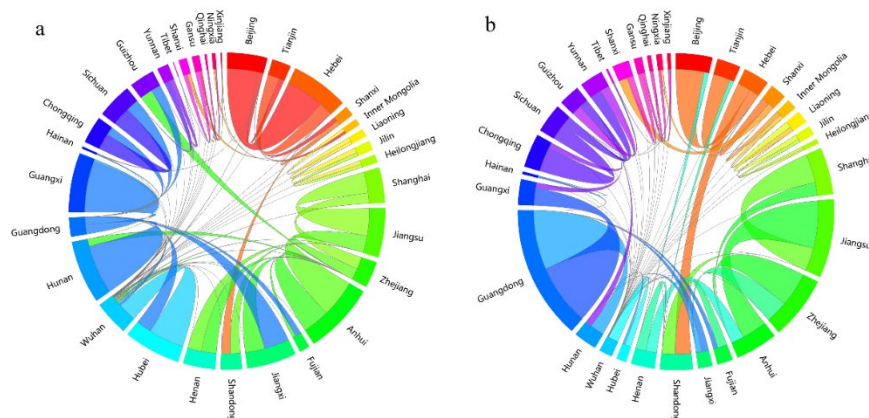 a
Beijing
Tianjin
Hebei
Shanxi
Inner Mongolia
Liaoning
Jilin
Heilongjiang
Shanghai
Jiangsu
Zhejiang
Anhui
Fujian
Jiangxi
Henan
Hubei
Wuhan
Hunan
Guangdong
Guangxi
Hainan
Chongqing
Sichuan
Guizhou
Yunnan
Tibet
Shanxi
Gansu
Qinghai
Ningxia
Xinjiang
b
Beijing
Tianjin
Hebei
Shanxi
Inner Mongolia
Liaoning
Jilin
Heilongjiang
Jiangsu
Zhejiang
Anhui
Fujian
Jiangxi
Henan
Hubei
Wuhan
Hunan
Guangdong
Guangxi
Hainan
Chongqing
Sichuan
Guizhou
Yunnan
Tibet
Shanxi
Gansu
Qinghai
Ningxia
Xinjiang